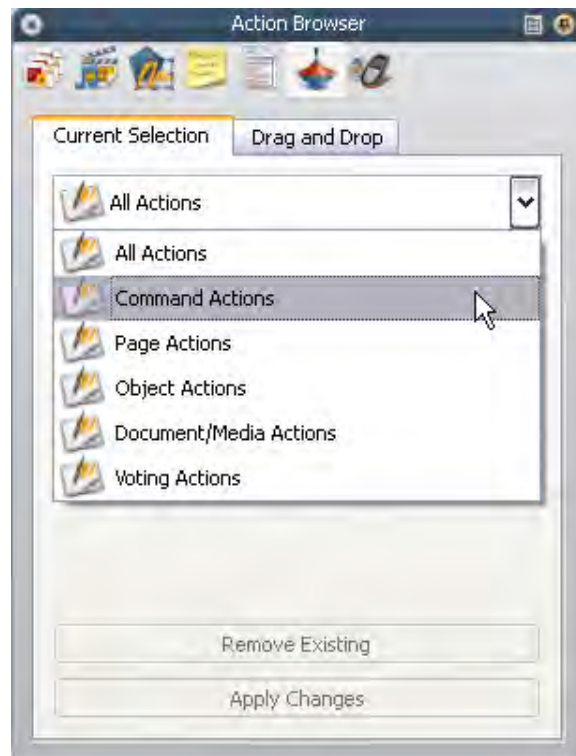 Action Browser
Current Selection Drag and Drop
All Actions
All Actions
Command Actions
Page Actions
Object Actions
Document/Media Actions
Voting Actions
Remove Existing
Apply Changes